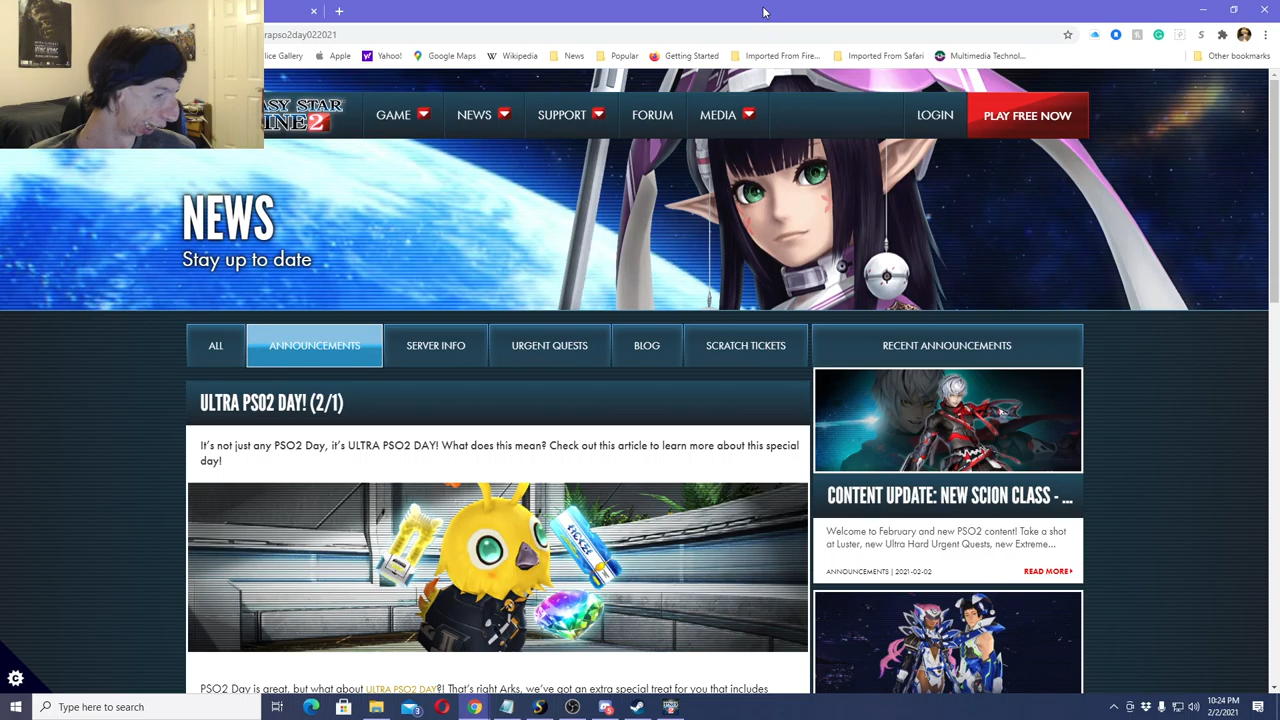 rapso2day022021
lice Gallery
Apple
Yahoo!
Google Maps
Wikipedia
News
Popular
Getting Started
Imported From Fire...
Imported From Safari
Multimedia Technol...
Other bookmarks
ASY STAR
INE 2
GAME
NEWS
SUPPORT
FORUM
MEDIA
LOGIN
PLAY FREE NOW
NEWS
Stay up to date
ALL
ANNOUNCEMENTS
SERVER INFO
URGENT QUESTS
BLOG
SCRATCH TICKETS
RECENT ANNOUNCEMENTS
ULTRA PSO2 DAY! (2/1)
It's not just any PSO2 Day, it's ULTRA PSO2 DAY! What does this mean? Check out this article to learn more about this special
day!
PSO2 Day is great, but what about ULTRA PSO2 DAY?! That's right Arks, we've got an extra special treat for you that includes
CONTENT UPDATE: NEW SCION CLASS - ...
Welcome to February and new PSO2 content! Take a shot
at Luster, new Ultra Hard Urgent Quests, new Extreme...
ANNOUNCEMENTS | 2021-02-02
READ MORE
Type here to search
10:24 PM
2/2/2021